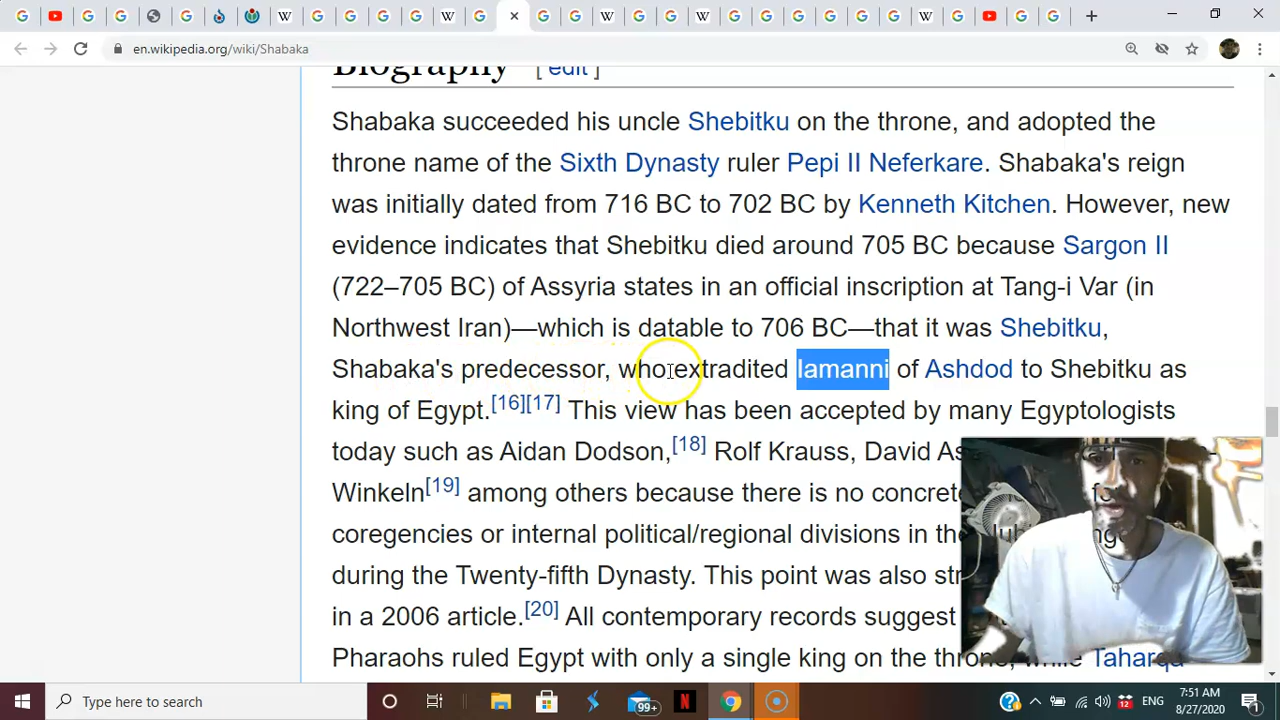 en.wikipedia.org/wiki/Shabaka
Biography [ edit ]
Shabaka succeeded his uncle Shebitku on the throne, and adopted the
throne name of the Sixth Dynasty ruler Pepi II Neferkare. Shabaka's reign
was initially dated from 716 BC to 702 BC by Kenneth Kitchen. However, new
evidence indicates that Shebitku died around 705 BC because Sargon II
(722–705 BC) of Assyria states in an official inscription at Tang-i Var (in
Northwest Iran)—which is datable to 706 BC—that it was Shebitku,
Shabaka's predecessor, who extradited Iamanni of Ashdod to Shebitku as
king of Egypt.[16][17] This view has been accepted by many Egyptologists
today such as Aidan Dodson,[18] Rolf Krauss, David
Winkeln[19] among others because there is no concrete
coregencies or internal political/regional divisions in the
during the Twenty-fifth Dynasty. This point was also
in a 2006 article.[20] All contemporary records suggest
Pharaohs ruled Egypt with only a single king on the throne, while Taharqa
Type here to search
99+
N
12
ENG
7:51 AM
8/27/2020
1